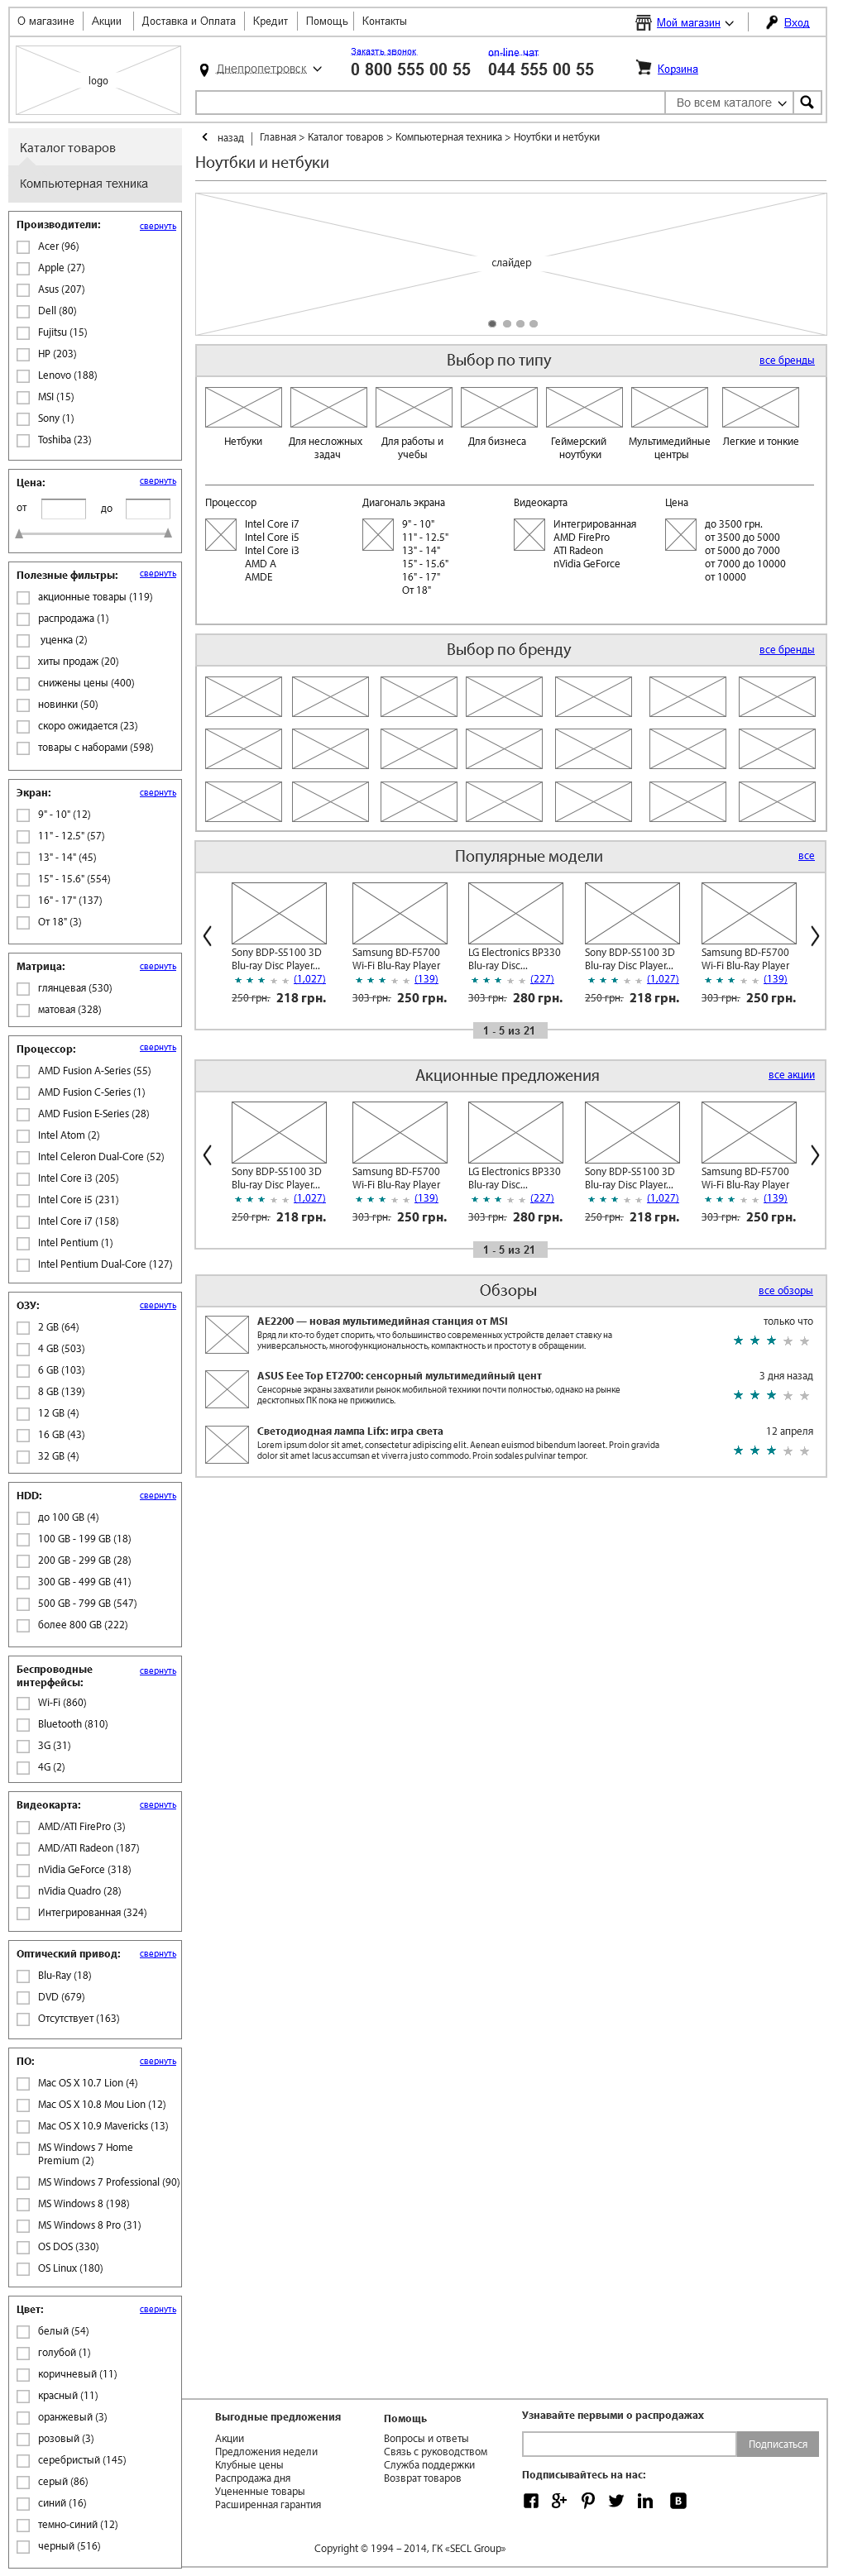 О магазине
Акции
Доставка и Оплата
Кредит
Помощь
Контакты
Мой магазин
Вход
logo
Днепропетровск
Заказть звонок
0 800 555 00 55
on-line чат
044 555 00 55
Корзина
Во всем каталоге
Каталог товаров
Компьютерная техника
назад
Главная > Каталог товаров > Компьютерная техника > Ноутбки и нетбуки
Ноутбки и нетбуки
слайдер
Производители:
свернуть
Acer (96)
Apple (27)
Asus (207)
Dell (80)
Fujitsu (15)
HP (203)
Lenovo (188)
MSI (15)
Sony (1)
Toshiba (23)
Цена:
свернуть
от
до
Полезные фильтры:
свернуть
акционные товары (119)
распродажа (1)
уценка (2)
хиты продаж (20)
снижены цены (400)
новинки (50)
скоро ожидается (23)
товары с наборами (598)
Экран:
свернуть
9" - 10" (12)
11" - 12.5" (57)
13" - 14" (45)
15" - 15.6" (554)
16" - 17" (137)
От 18" (3)
Матрица:
свернуть
глянцевая (530)
матовая (328)
Процессор:
свернуть
AMD Fusion A-Series (55)
AMD Fusion C-Series (1)
AMD Fusion E-Series (28)
Intel Atom (2)
Intel Celeron Dual-Core (52)
Intel Core i3 (205)
Intel Core i5 (231)
Intel Core i7 (158)
Intel Pentium (1)
Intel Pentium Dual-Core (127)
ОЗУ:
свернуть
2 GB (64)
4 GB (503)
6 GB (103)
8 GB (139)
12 GB (4)
16 GB (43)
32 GB (4)
HDD:
свернуть
до 100 GB (4)
100 GB - 199 GB (18)
200 GB - 299 GB (28)
300 GB - 499 GB (41)
500 GB - 799 GB (547)
более 800 GB (222)
Беспроводные
интерфейсы:
свернуть
Wi-Fi (860)
Bluetooth (810)
3G (31)
4G (2)
Видеокарта:
свернуть
AMD/ATI FirePro (3)
AMD/ATI Radeon (187)
nVidia GeForce (318)
nVidia Quadro (28)
Интегрированная (324)
Оптический привод:
свернуть
Blu-Ray (18)
DVD (679)
Отсутствует (163)
ПО:
свернуть
Mac OS X 10.7 Lion (4)
Mac OS X 10.8 Mou Lion (12)
Mac OS X 10.9 Mavericks (13)
MS Windows 7 Home
Premium (2)
MS Windows 7 Professional (90)
MS Windows 8 (198)
MS Windows 8 Pro (31)
OS DOS (330)
OS Linux (180)
Цвет:
свернуть
белый (54)
голубой (1)
коричневый (11)
красный (11)
оранжевый (3)
розовый (3)
серебристый (145)
серый (86)
синий (16)
темно-синий (12)
черный (516)
Выбор по типу
все бренды
Нетбуки
Для несложных
задач
Для работы и
учебы
Для бизнеса
Геймерский
ноутбуки
Мультимедийные
центры
Легкие и тонкие
Процессор
Intel Core i7
Intel Core i5
Intel Core i3
AMD A
AMDE
Диагональ экрана
9" - 10"
11" - 12.5"
13" - 14"
15" - 15.6"
16" - 17"
От 18"
Видеокарта
Интегрированная
AMD FirePro
ATI Radeon
nVidia GeForce
Цена
до 3500 грн.
от 3500 до 5000
от 5000 до 7000
от 7000 до 10000
от 10000
Выбор по бренду
все бренды
Популярные модели
все
Sony BDP-S5100 3D
Blu-ray Disc Player...
(1,027)
250 грн. 218 грн.
Samsung BD-F5700
Wi-Fi Blu-Ray Player
(139)
303 грн. 250 грн.
LG Electronics BP330
Blu-ray Disc...
(227)
303 грн. 280 грн.
Sony BDP-S5100 3D
Blu-ray Disc Player...
(1,027)
250 грн. 218 грн.
Samsung BD-F5700
Wi-Fi Blu-Ray Player
(139)
303 грн. 250 грн.
1 - 5 из 21
Акционные предложения
все акции
Sony BDP-S5100 3D
Blu-ray Disc Player...
(1,027)
250 грн. 218 грн.
Samsung BD-F5700
Wi-Fi Blu-Ray Player
(139)
303 грн. 250 грн.
LG Electronics BP330
Blu-ray Disc...
(227)
303 грн. 280 грн.
Sony BDP-S5100 3D
Blu-ray Disc Player...
(1,027)
250 грн. 218 грн.
Samsung BD-F5700
Wi-Fi Blu-Ray Player
(139)
303 грн. 250 грн.
1 - 5 из 21
Обзоры
все обзоры
AE2200 — новая мультимедийная станция от MSI
только что
Вряд ли кто-то будет спорить, что большинство современных устройств делает ставку на
универсальность, многофункциональность, компактность и простоту в обращении.
ASUS Eee Top ET2700: сенсорный мультимедийный цент
3 дня назад
Сенсорные экраны захватили рынок мобильной техники почти полностью, однако на рынке
десктопных ПК пока не прижились.
Светодиодная лампа Lifx: игра света
12 апреля
Lorem ipsum dolor sit amet, consectetur adipiscing elit. Aenean euismod bibendum laoreet. Proin gravida
dolor sit amet lacus accumsan et viverra justo commodo. Proin sodales pulvinar tempor.
Выгодные предложения
Акции
Предложения недели
Клубные цены
Распродажа дня
Уцененные товары
Расширенная гарантия
Помощь
Вопросы и ответы
Связь с руководством
Служба поддержки
Возврат товаров
Узнавайте первыми о распродажах
Подписаться
Подписывайтесь на нас:
Copyright © 1994 – 2014, ГК «SECL Group»